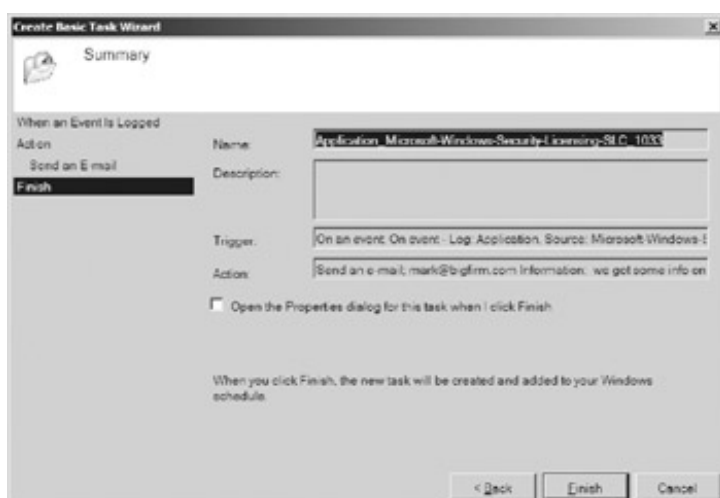 Create Basic Task Wizard
Summary
When an Event Is Logged
Action
Send an E-mail
Finish
Name:
Application_Microsoft-Windows-Security-Licensing-SLC_1033
Description:
Trigger:
On an event; On event - Log: Application, Source: Microsoft-Windows-S
Action:
Send an e-mail; mark@bigfirm.com Information: we got some info on
Open the Properties dialog for this task when I click Finish
When you click Finish, the new task will be created and added to your Windows
schedule.
< Back
Finish
Cancel